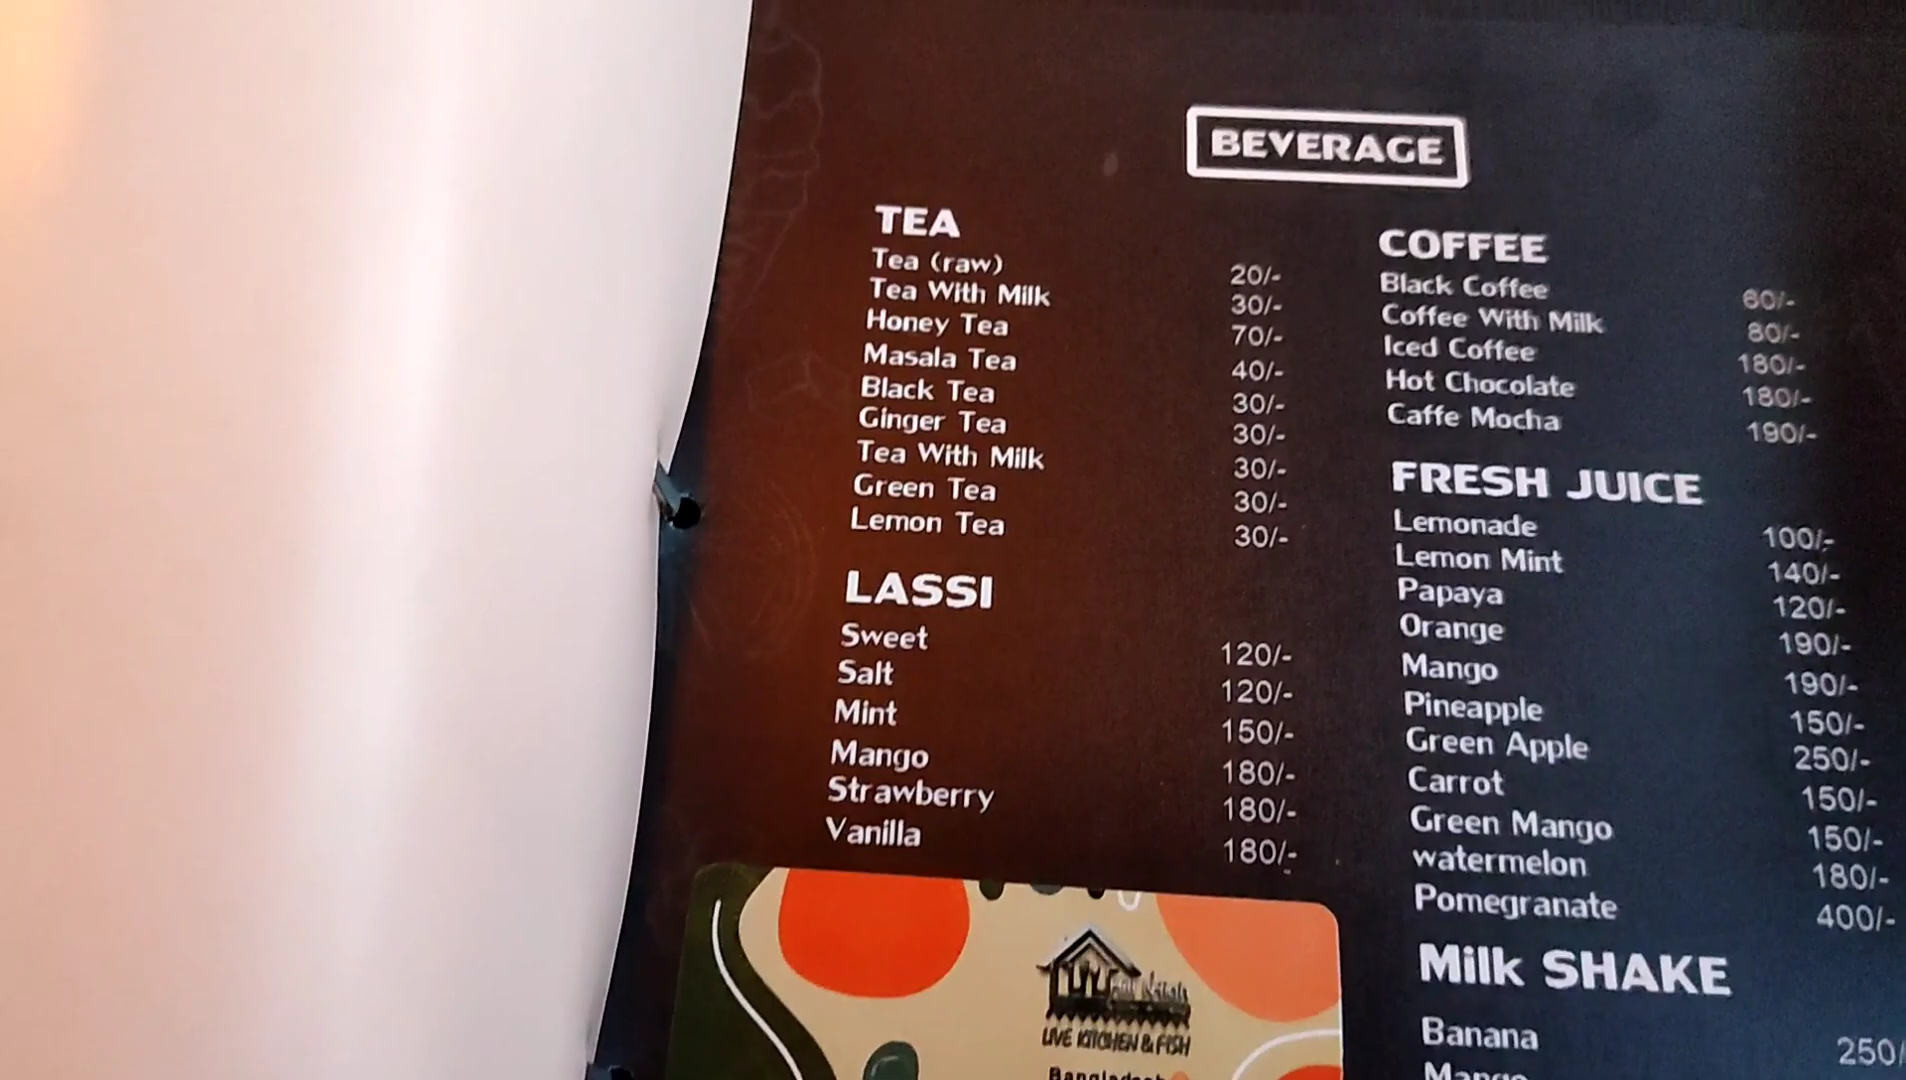 BEVERAGE
TEA
Tea (raw) 20/-
Tea With Milk 30/-
Honey Tea 70/-
Masala Tea 40/-
Black Tea 30/-
Ginger Tea 30/-
Tea With Milk 30/-
Green Tea 30/-
Lemon Tea 30/-
LASSI
Sweet 120/-
Salt 120/-
Mint 150/-
Mango 180/-
Strawberry 180/-
Vanilla 180/-
COFFEE
Black Coffee 60/-
Coffee With Milk 80/-
Iced Coffee 180/-
Hot Chocolate 180/-
Caffe Mocha 190/-
FRESH JUICE
Lemonade 100/-
Lemon Mint 140/-
Papaya 120/-
Orange 190/-
Mango 190/-
Pineapple 150/-
Green Apple 250/-
Carrot 150/-
Green Mango 150/-
watermelon 180/-
Pomegranate 400/-
Milk SHAKE
Banana 250/
Mango
LIVE KITCHEN & FISH
Bangladesh